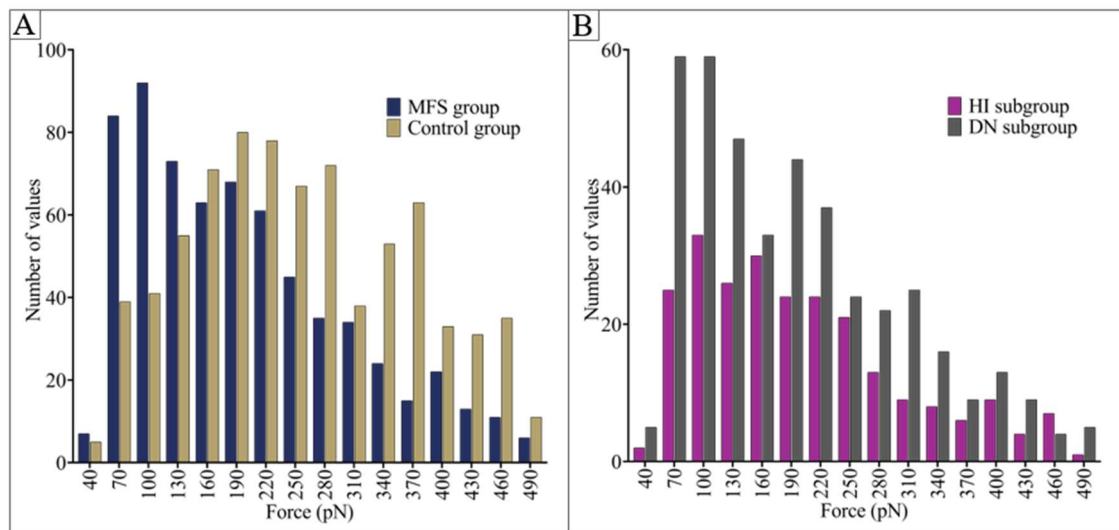 A
100
80
60
40
20
0
Number of values
MFS group
Control group
40 70 100 130 160 190 220 250 280 310 340 370 400 430 460 490
Force (pN)
B
60
40
20
0
Number of values
HI subgroup
DN subgroup
40 70 100 130 160 190 220 250 280 310 340 370 400 430 460 490
Force (pN)